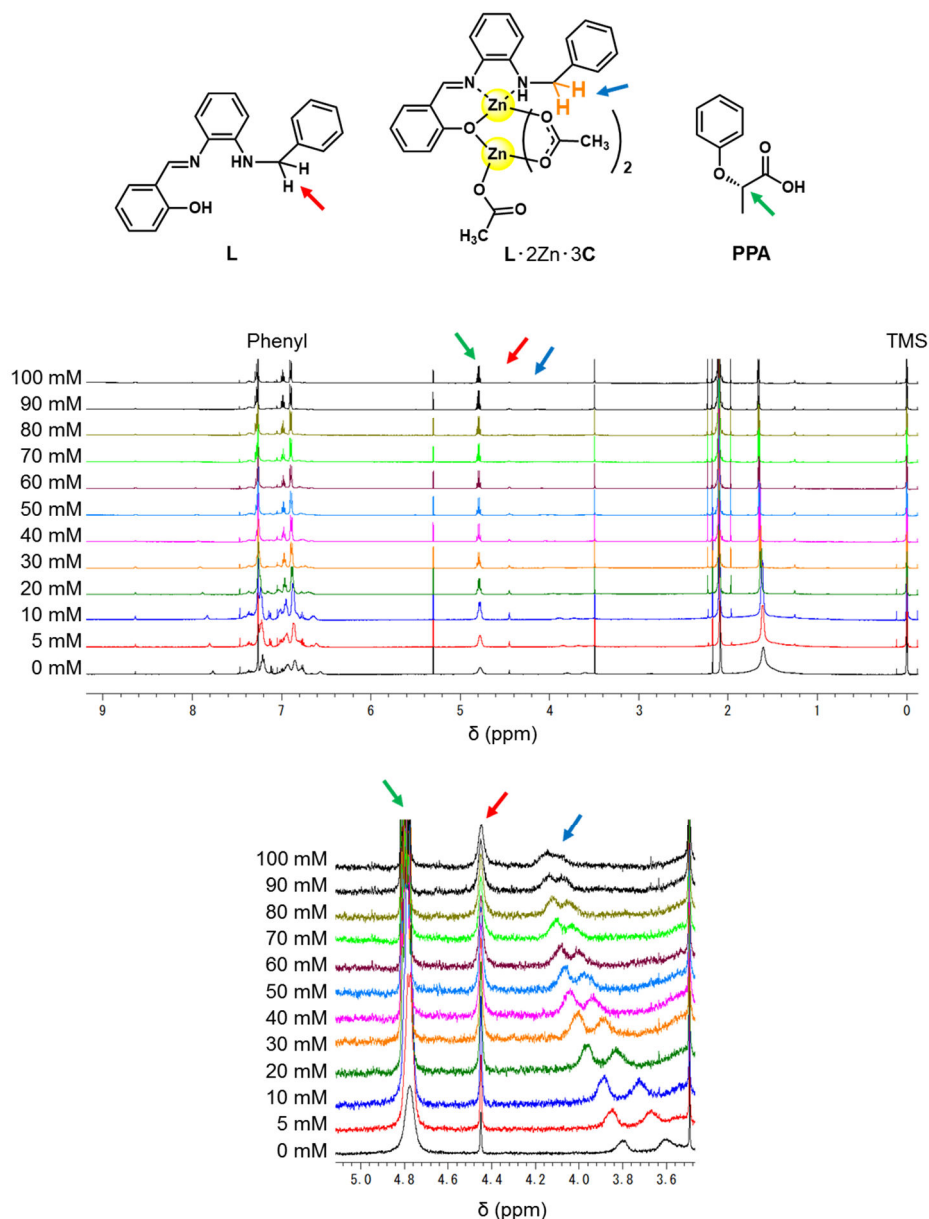 N
HN
H
H
OH
L
N
N
H
H
H
Zn
O
O
O
CH₃
Zn
2
O
O
H₃C
L·2Zn·3C
O
O
OH
PPA
Phenyl
TMS
100 mM
90 mM
80 mM
70 mM
60 mM
50 mM
40 mM
30 mM
20 mM
10 mM
5 mM
0 mM
9 8 7 6 5 4 3 2 1 0
δ (ppm)
100 mM
90 mM
80 mM
70 mM
60 mM
50 mM
40 mM
30 mM
20 mM
10 mM
5 mM
0 mM
5.0 4.8 4.6 4.4 4.2 4.0 3.8 3.6
δ (ppm)